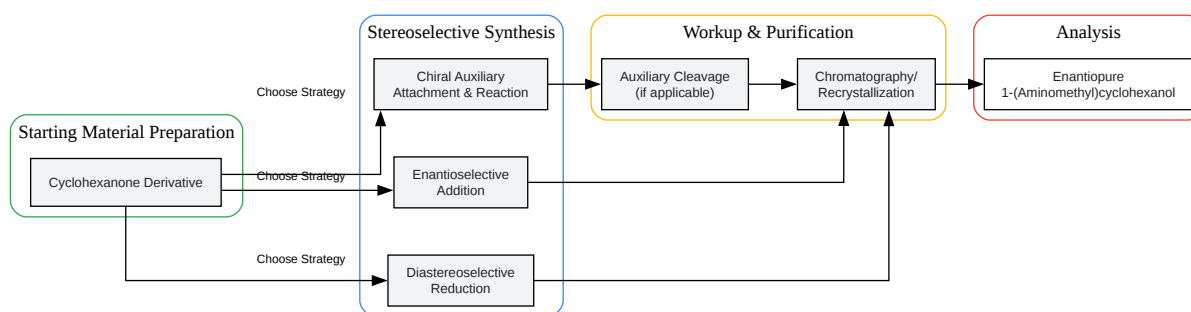 Stereoselective Synthesis
Workup & Purification
Analysis
Chiral Auxiliary
Attachment & Reaction
Auxiliary Cleavage
(if applicable)
Chromatography/
Recrystallization
Enantiopure
1-(Aminomethyl)cyclohexanol
Choose Strategy
Starting Material Preparation
Cyclohexanone Derivative
Choose Strategy
Enantioselective
Addition
Choose Strategy
Diastereoselective
Reduction